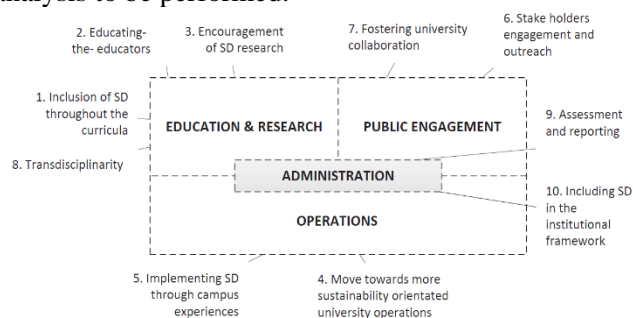 analysis to be performed.
6. Stake holders
engagement and
outreach
2. Educating-
the- educators
3. Encouragement
of SD research
7. Fostering university
collaboration
1. Inclusion of SD
throughout the
curricula
EDUCATION & RESEARCH
PUBLIC ENGAGEMENT
9. Assessment
and reporting
8. Transdisciplinarity
ADMINISTRATION
10. Including SD
in the
institutional
framework
OPERATIONS
5. Implementing SD
through campus
experiences
4. Move towards more
sustainability orientated
university operations